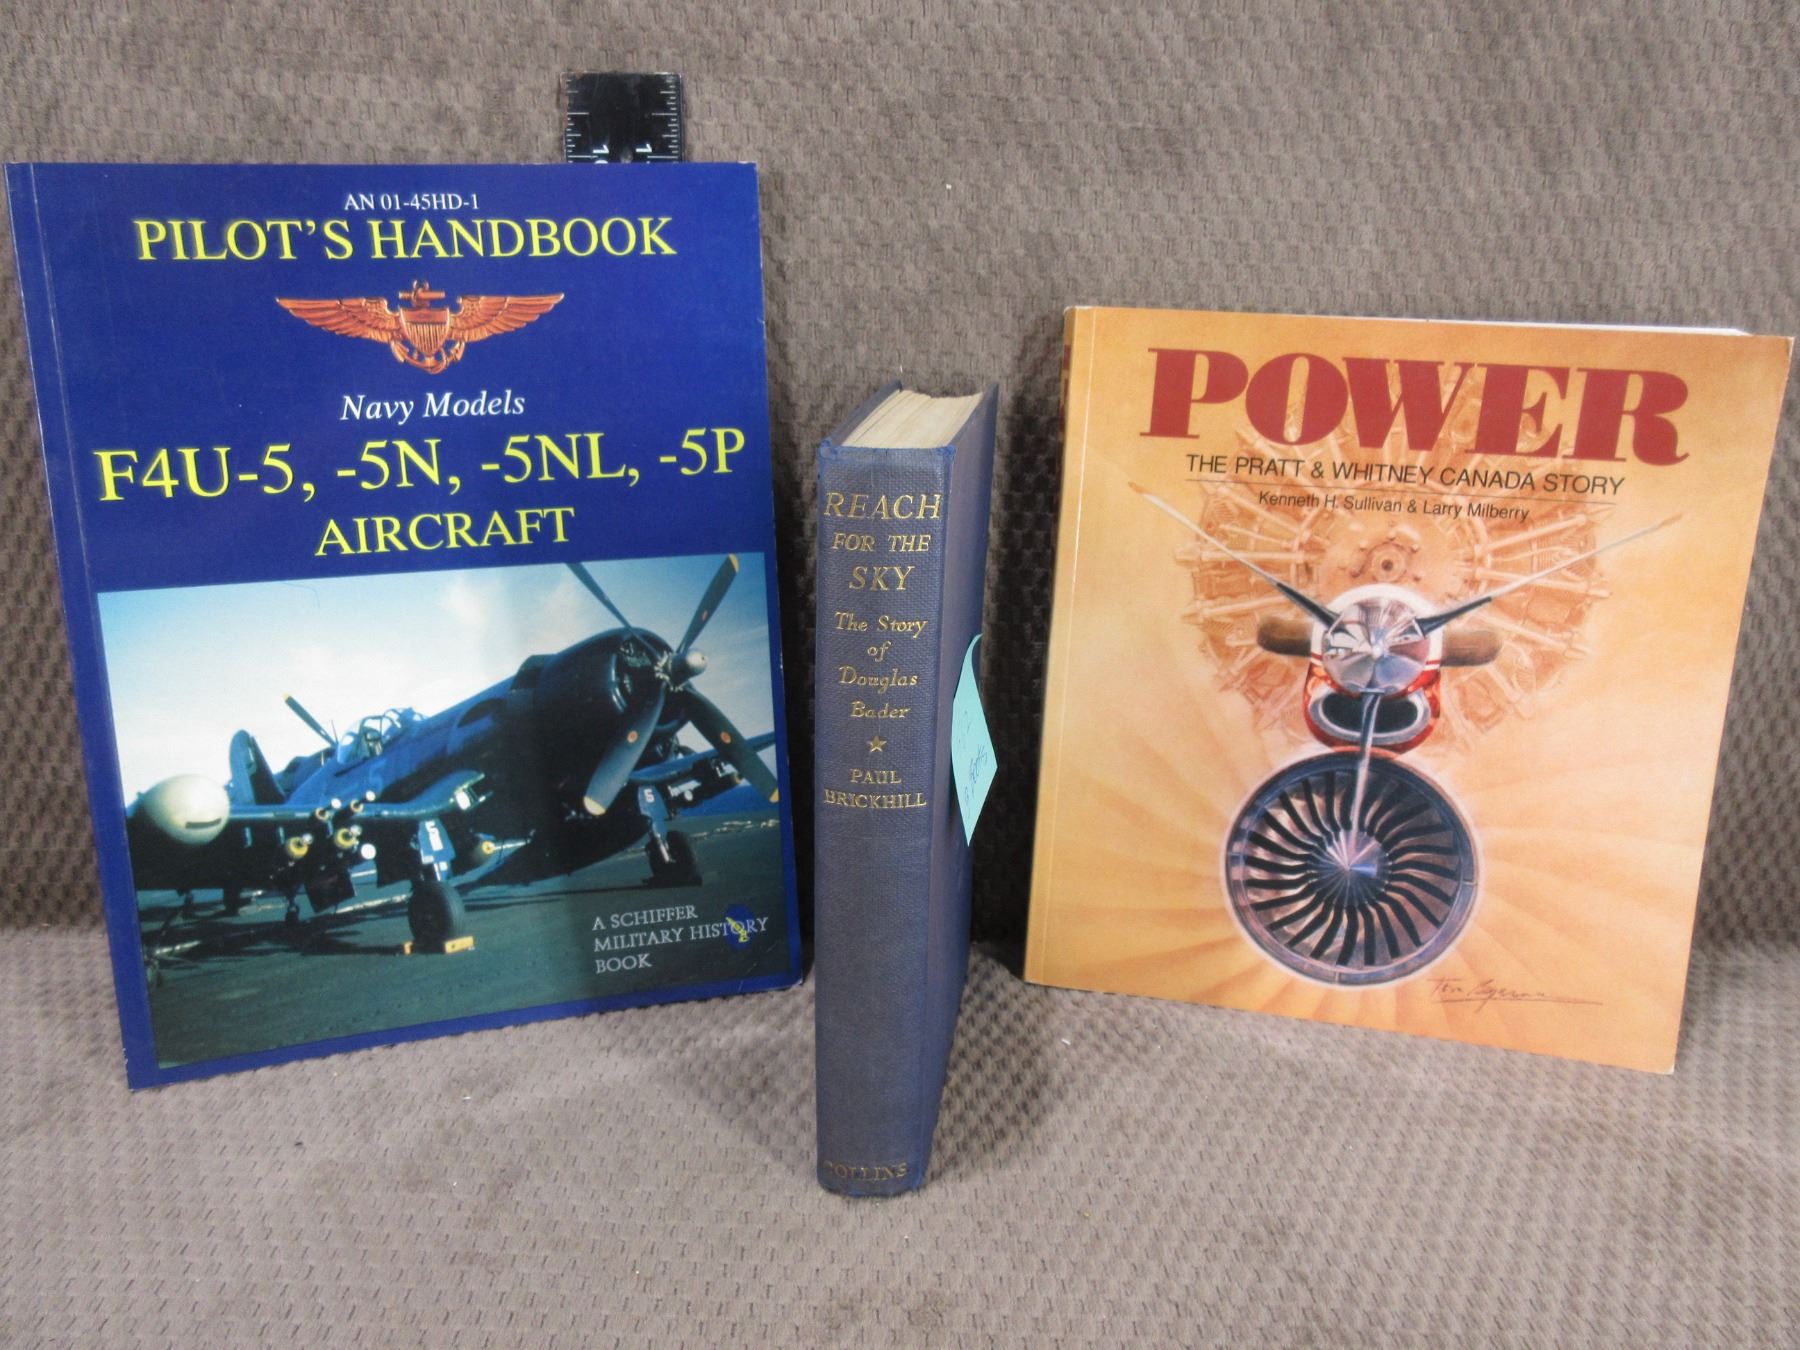 AN 01-45HD-1
PILOT'S HANDBOOK
Navy Models
F4U-5, -5N, -5NL, -5P
AIRCRAFT
5
A SCHIFFER
MILITARY HISTORY
BOOK
REACH
FOR THE
SKY
The Story
of
Douglas
Bader
PAUL
BRICKHILL
COLLINS
POWER
THE PRATT & WHITNEY CANADA STORY
Kenneth H. Sullivan & Larry Milberry